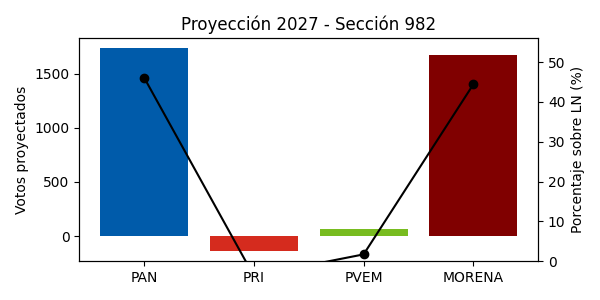 Proyección 2027 - Sección 982
Votos proyectados
1500
1000
500
0
50
40
30
20
10
0
Porcentaje sobre LN (%)
PAN PRI PVEM MORENA